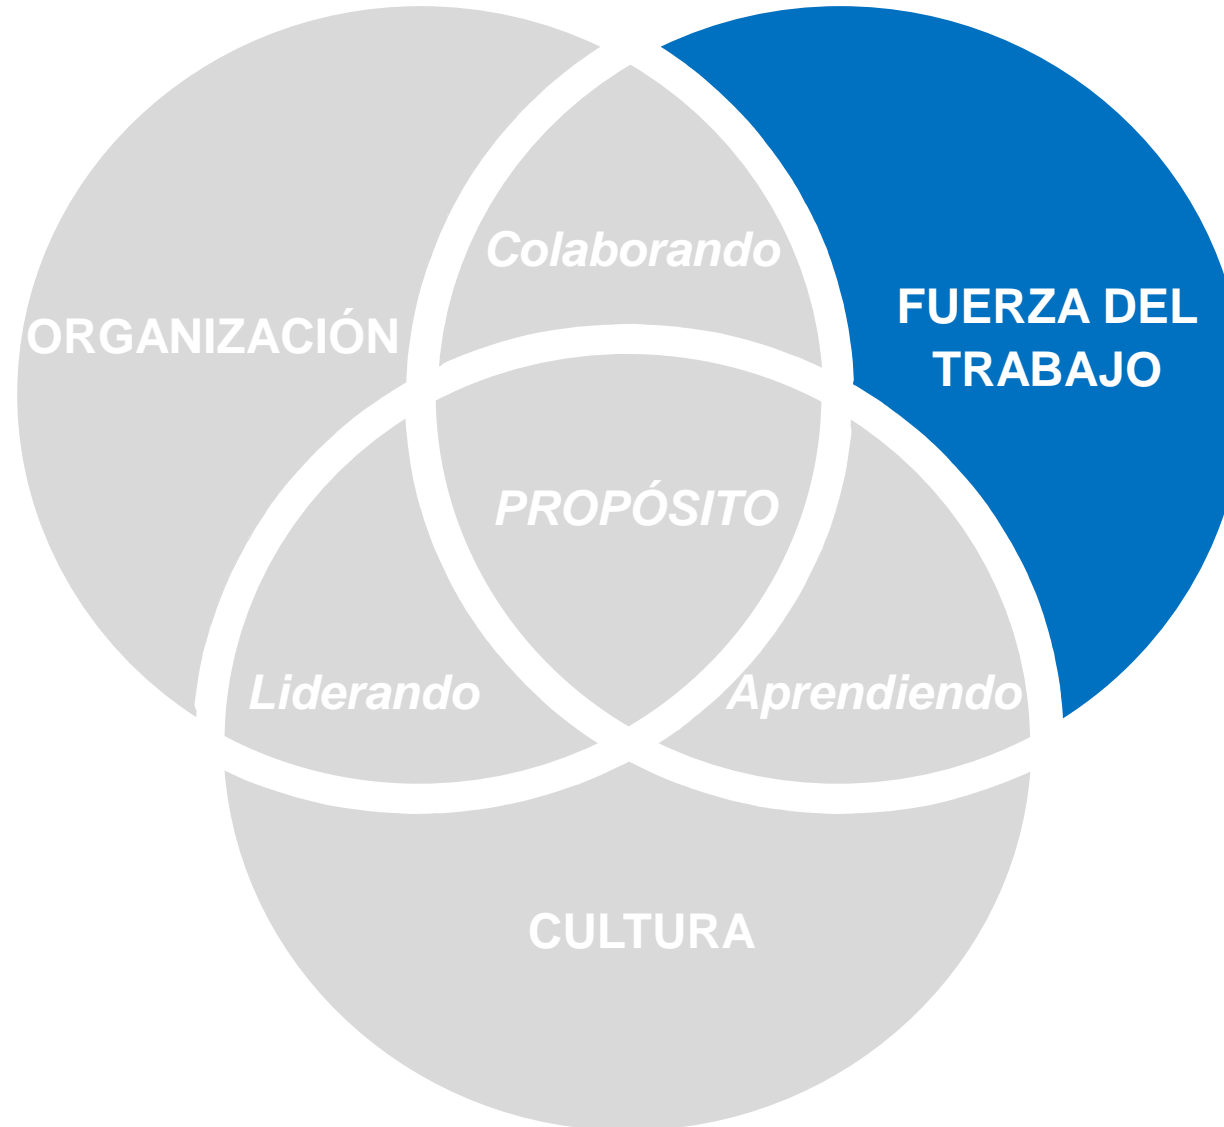 Colaborando
ORGANIZACIÓN
FUERZA DEL
TRABAJO
PROPÓSITO
Liderando
Aprendiendo
CULTURA